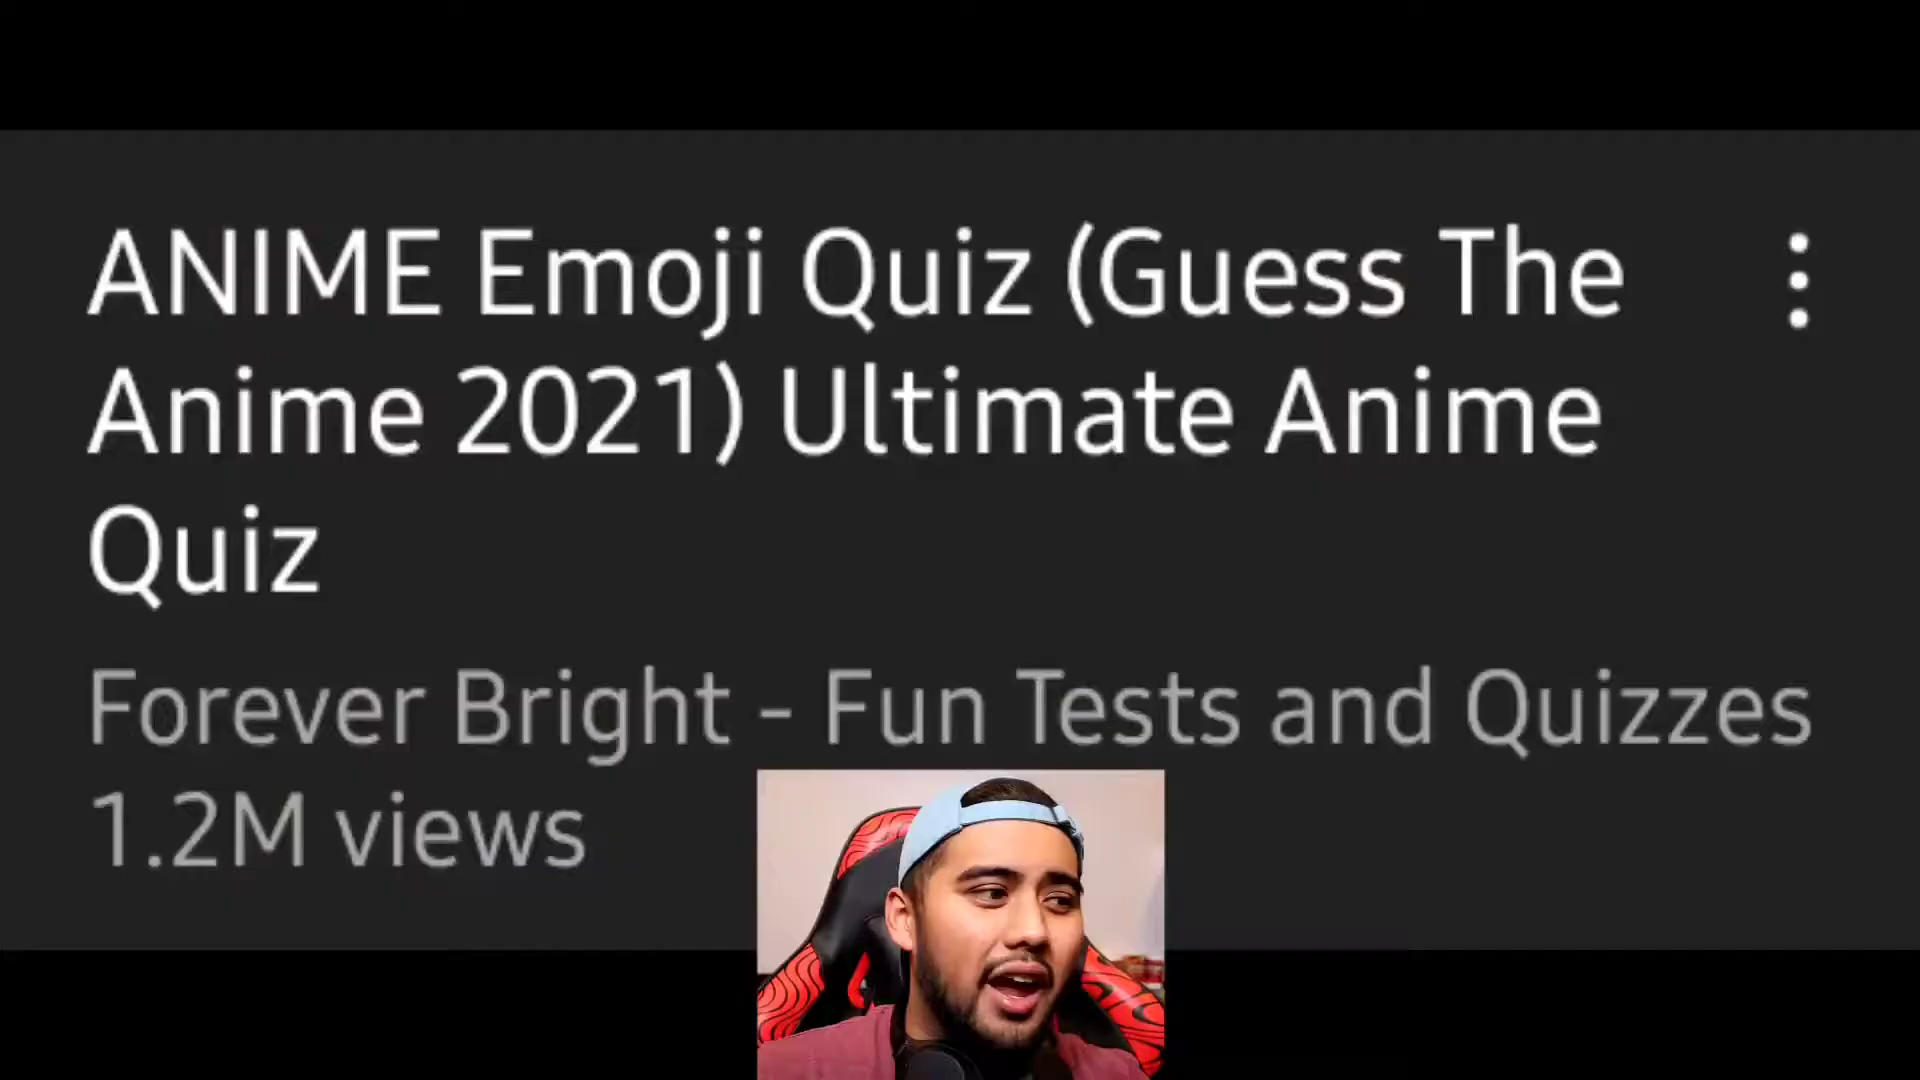 ANIME Emoji Quiz (Guess The
Anime 2021) Ultimate Anime
Quiz
Forever Bright - Fun Tests and Quizzes
1.2M views